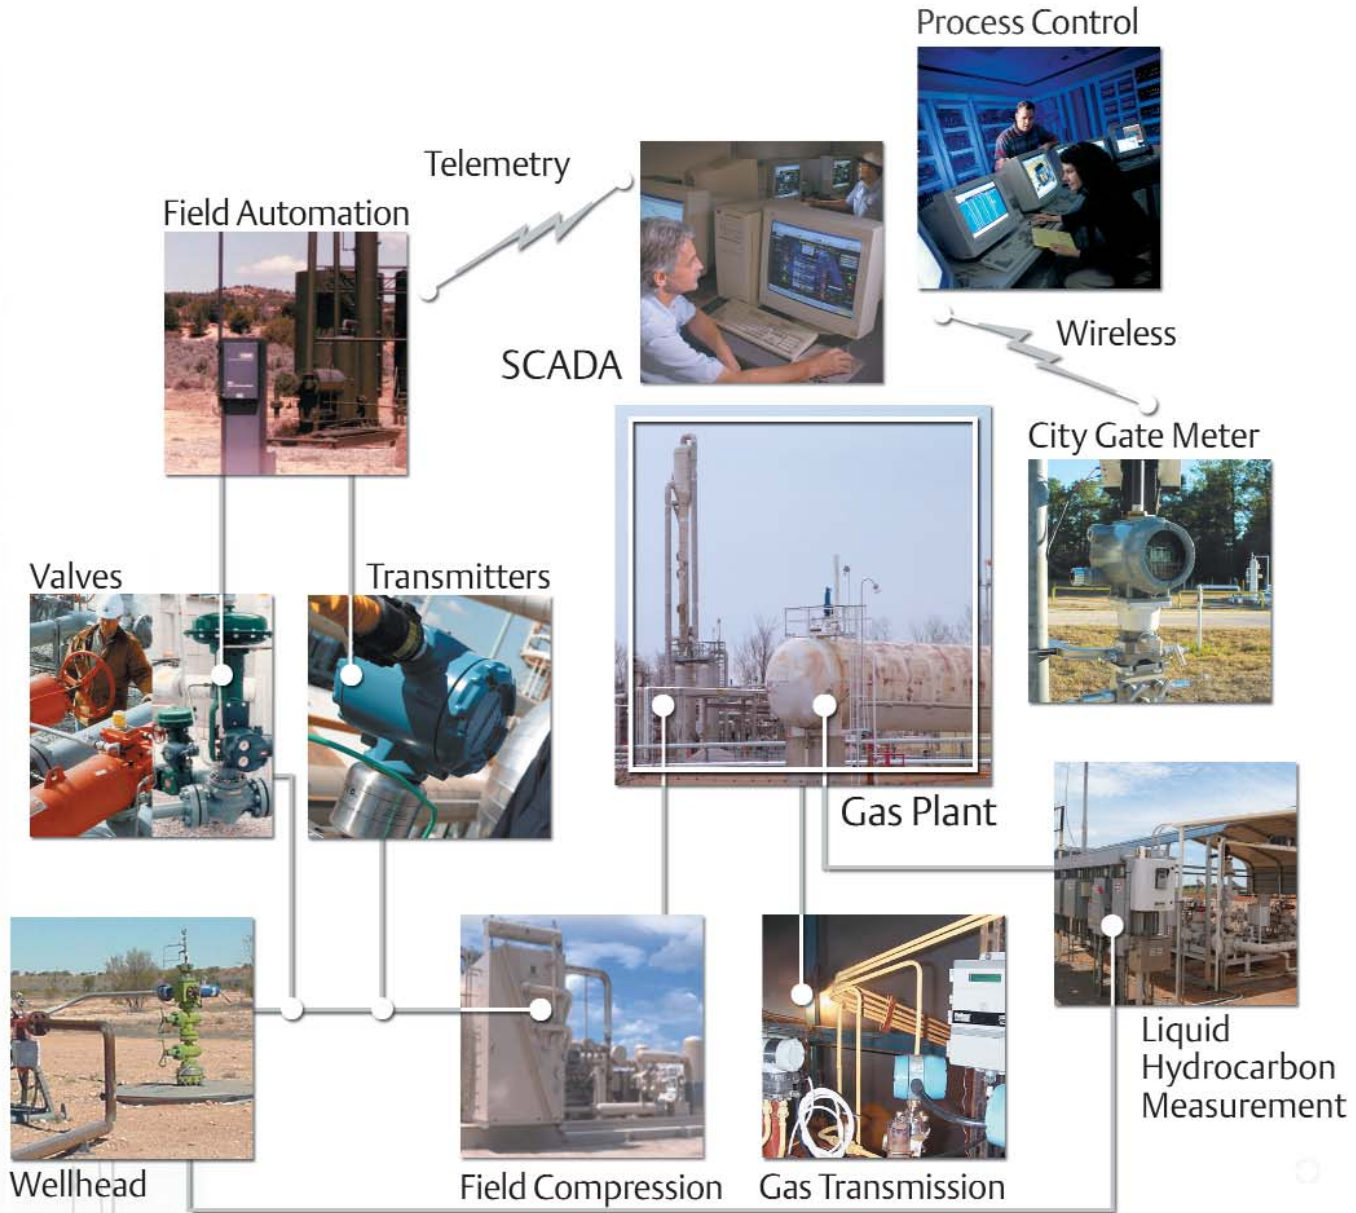 Process Control
Telemetry
Field Automation
SCADA
Wireless
City Gate Meter
Valves
Transmitters
Gas Plant
Liquid
Hydrocarbon
Measurement
Wellhead
Field Compression
Gas Transmission